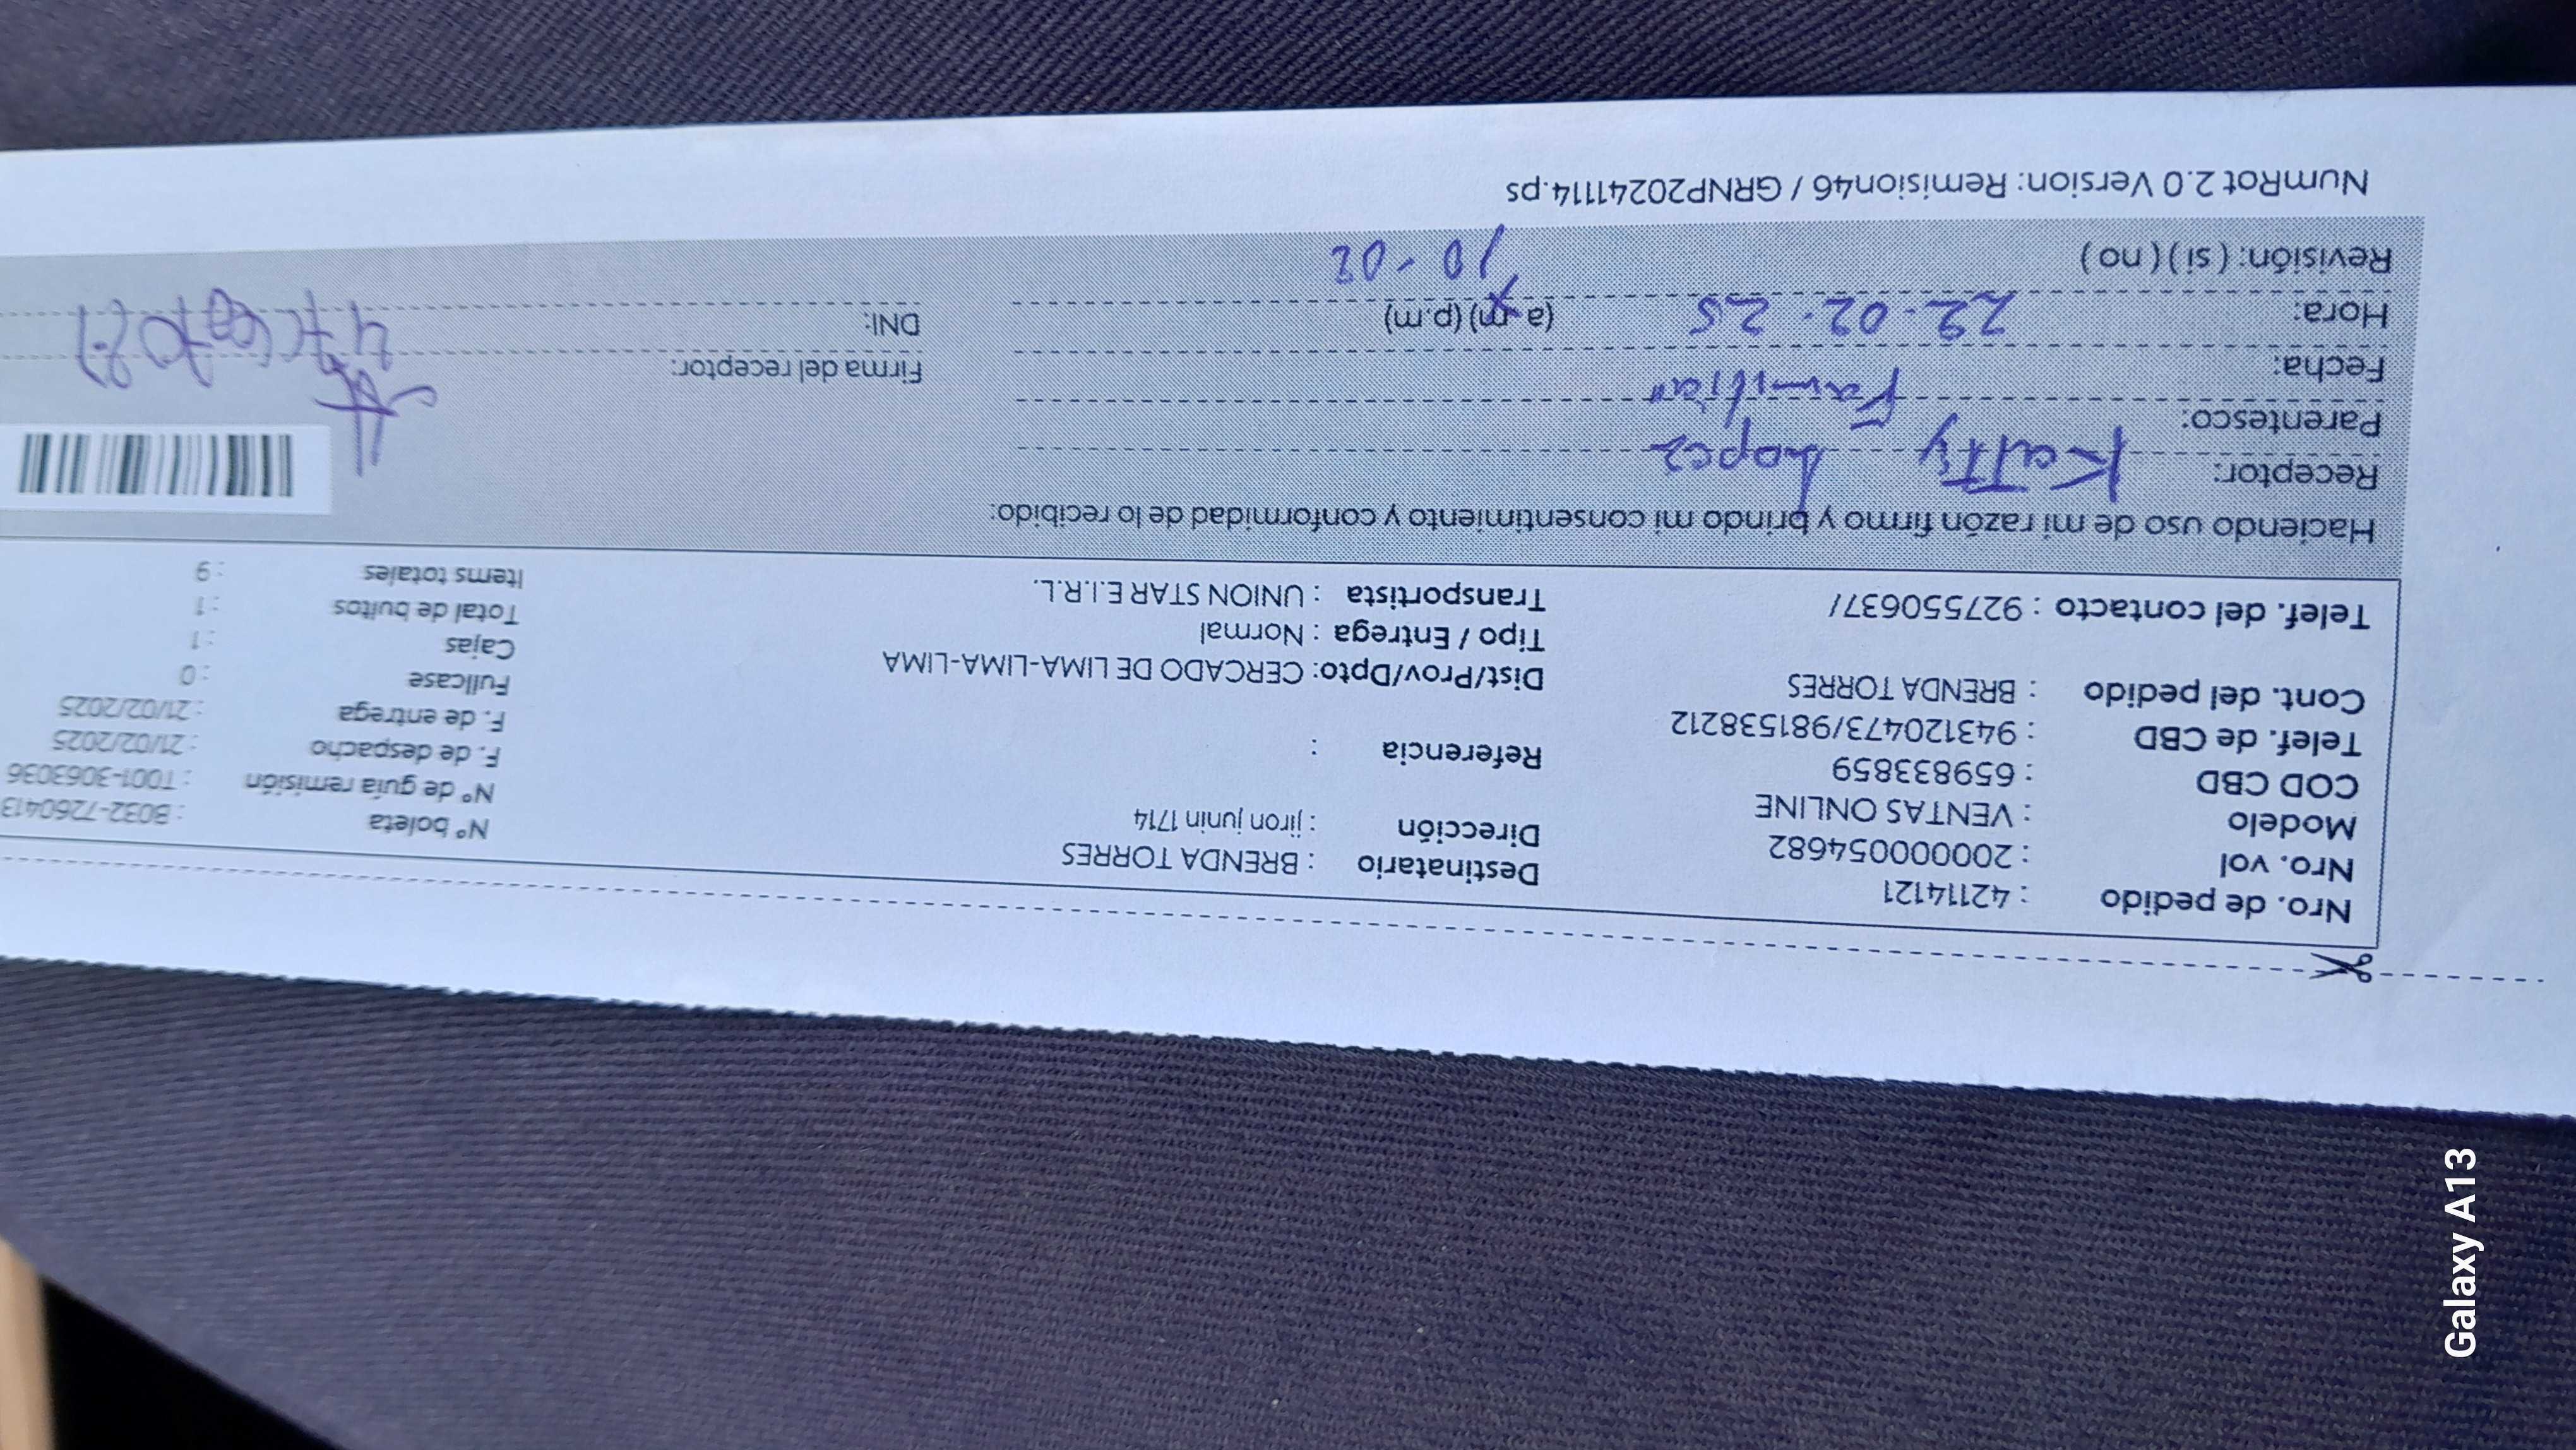 Nro. de pedido : 42114121
Nro. vol : 20000005​4682
Modelo : VENTAS ONLINE
COD CBD : 659833859
Telef. de CBD : 943120473/981538212
Cont. del pedido : BRENDA TORRES
Telef. del contacto : 927550637/
Destinatario : BRENDA TORRES
Dirección : jiron junin 1714
Referencia :
Dist/Prov/Dpto: CERCADO DE LIMA-LIMA-LIMA
Tipo / Entrega : Normal
Transportista : UNION STAR E.I.R.L.
N° boleta : B032-7260413
N° de guía remisión : T001-3063036
F. de despacho : 21/02/2025
F. de entrega : 21/02/2025
Fullcase : 0
Cajas : 1
Total de bultos : 1
Items totales : 9
Haciendo uso de mi razón firmo y brindo mi consentimiento y conformidad de lo recibido:
Receptor: Katty Lopez
Parentesco: Familia"
Fecha: 22-02-25
Hora: (a.m) (p.m)
10-02
Revisión: ( si ) ( no )
Firma del receptor:
DNI:
NumRot 2.0 Version: Remision46 / GRNP20241114.ps
Galaxy A13